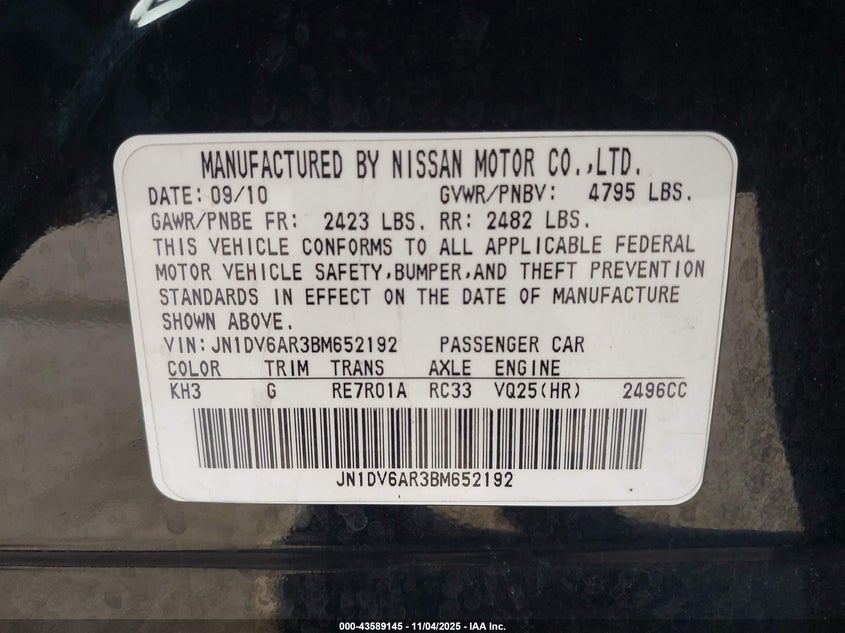 MANUFACTURED BY NISSAN MOTOR CO.,LTD.
DATE: 09/10 GVWR/PNBV: 4795 LBS.
GAWR/PNBE FR: 2423 LBS. RR: 2482 LBS.
THIS VEHICLE CONFORMS TO ALL APPLICABLE FEDERAL
MOTOR VEHICLE SAFETY,BUMPER,AND THEFT PREVENTION
STANDARDS IN EFFECT ON THE DATE OF MANUFACTURE
SHOWN ABOVE.
VIN:JN1DV6AR3BM652192 PASSENGER CAR
COLOR TRIM TRANS AXLE ENGINE
KH3 G RE7R01A RC33 VQ25(HR) 2496CC
JN1DV6AR3BM652192
000-43589145 - 11/04/2025 - IAA Inc.